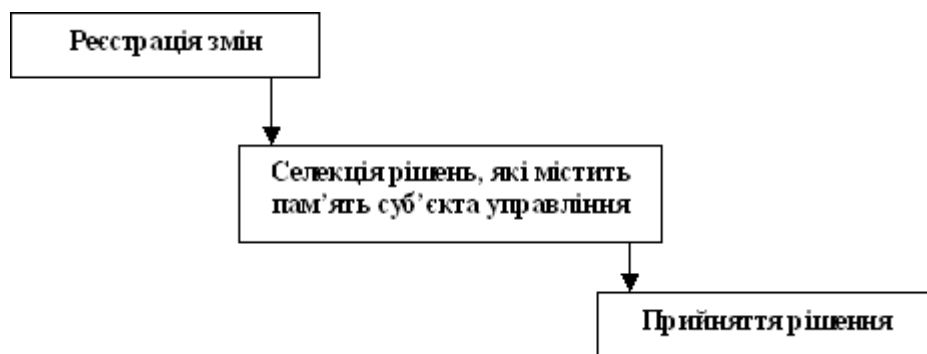 Реєстрація змін
Селекція рішень, які містить
пам’ять суб’єкта управління
Прийняття рішення